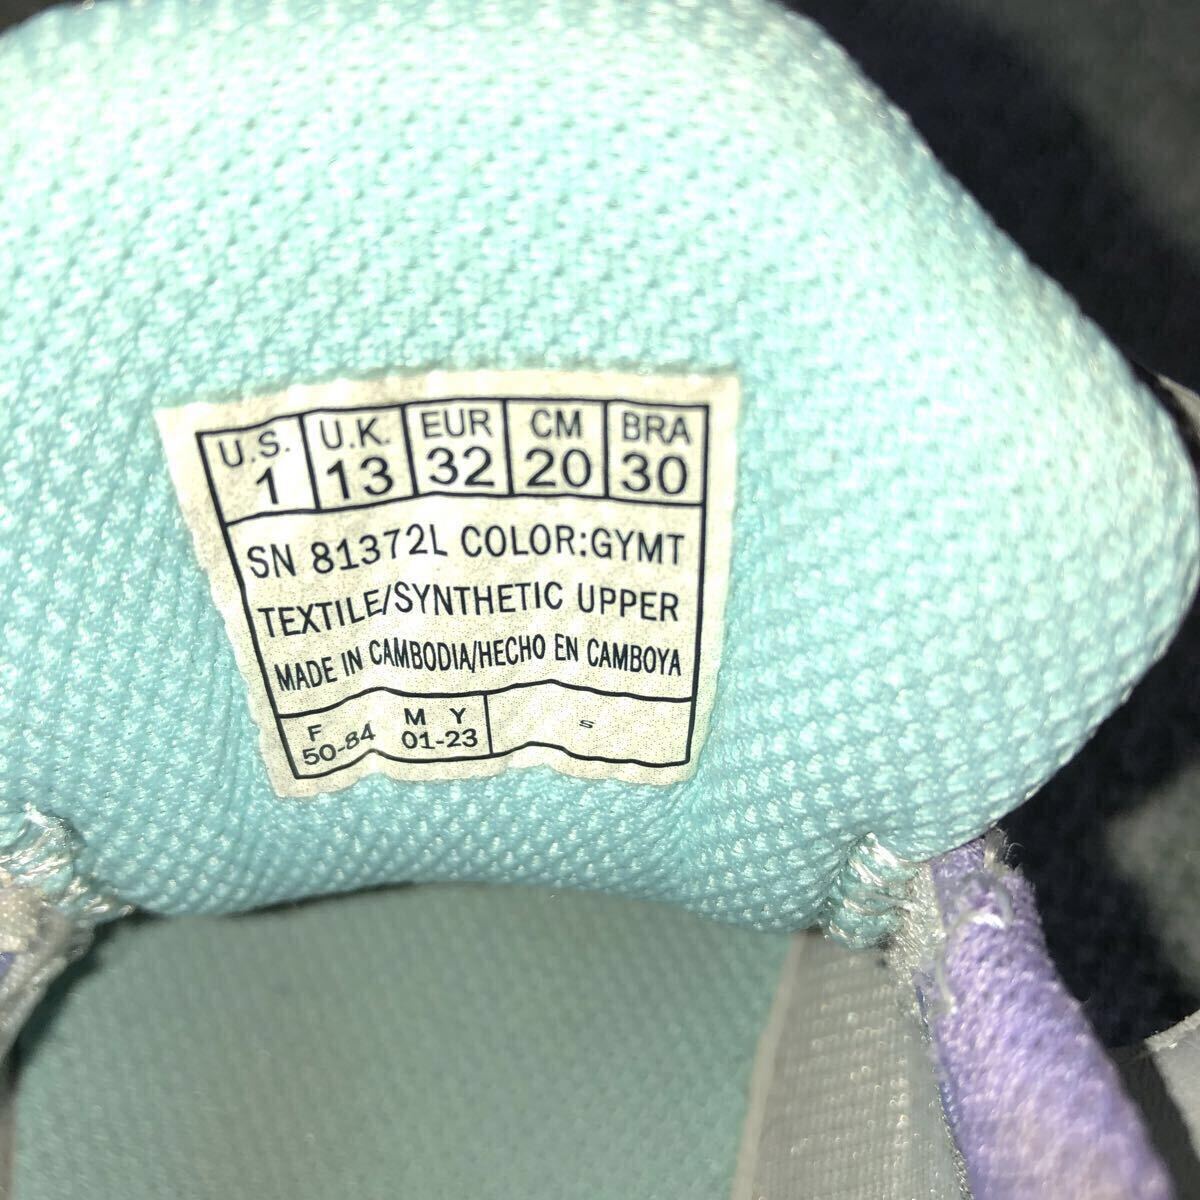 U.S. U.K. EUR CM BRA
1 13 32 20 30
SN 81372L COLOR:GYMT
TEXTILE/SYNTHETIC UPPER
MADE IN CAMBODIA/HECHO EN CAMBOYA
F M Y S
50-84 01-23